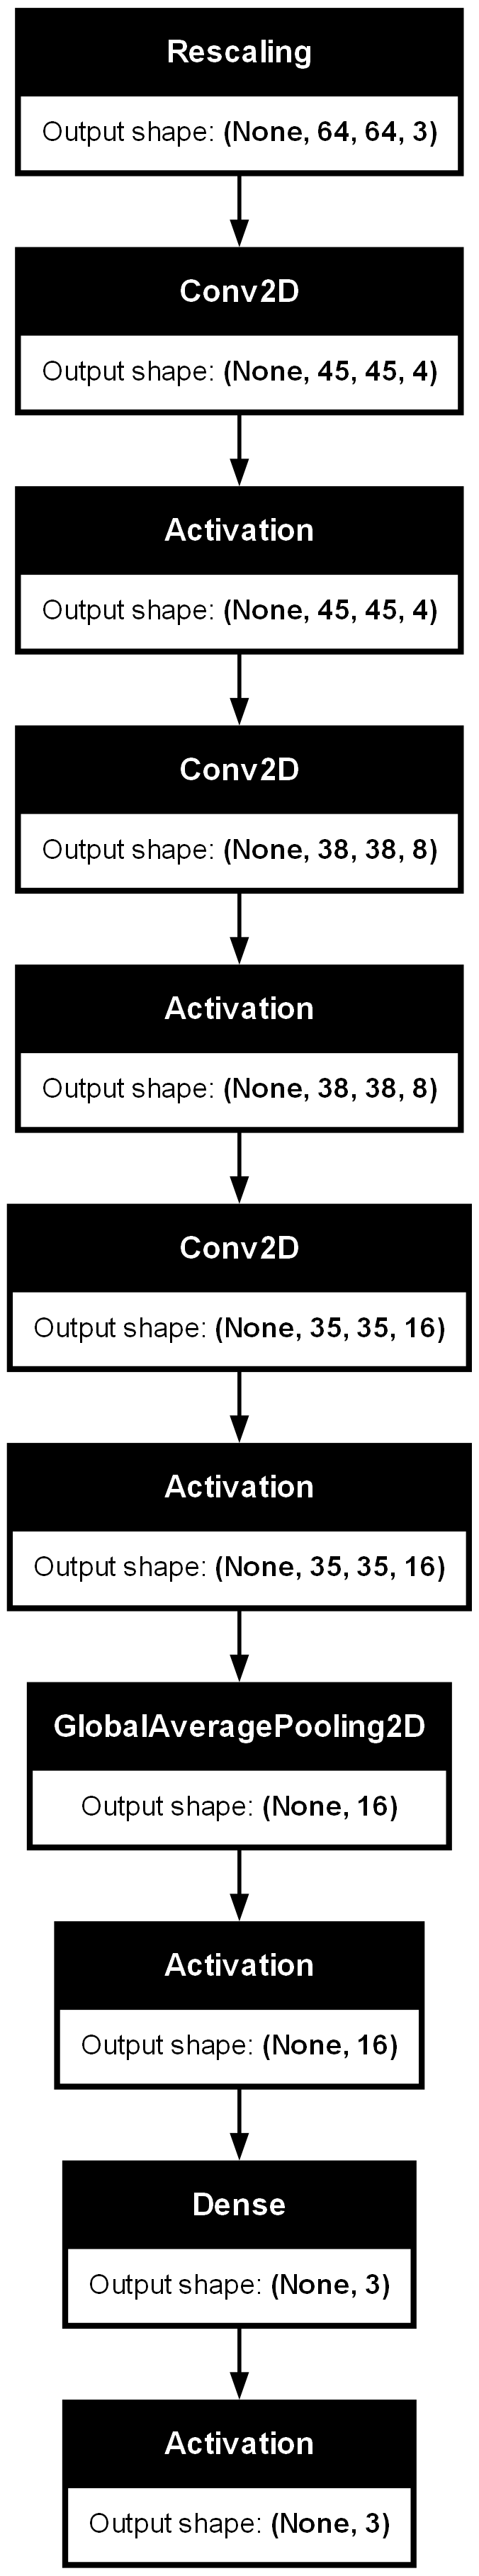 Rescaling
Output shape: (None, 64, 64, 3)
Conv2D
Output shape: (None, 45, 45, 4)
Activation
Output shape: (None, 45, 45, 4)
Conv2D
Output shape: (None, 38, 38, 8)
Activation
Output shape: (None, 38, 38, 8)
Conv2D
Output shape: (None, 35, 35, 16)
Activation
Output shape: (None, 35, 35, 16)
GlobalAveragePooling2D
Output shape: (None, 16)
Activation
Output shape: (None, 16)
Dense
Output shape: (None, 3)
Activation
Output shape: (None, 3)